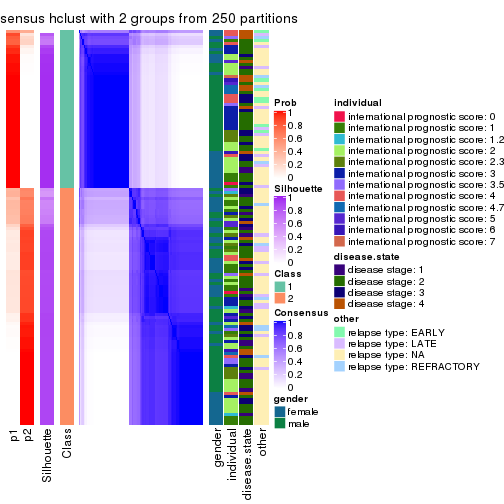 sensus hclust with 2 groups from 250 partitions
p1
p2
Silhouette
Class
gender
individual
disease.state
other
Prob
1
0.8
0.6
0.4
0.2
0
Silhouette
1
0.8
0.6
0.4
0.2
0
Class
1
2
Consensus
1
0.8
0.6
0.4
0.2
0
gender
female
male
individual
international prognostic score: 0
international prognostic score: 1
international prognostic score: 1.2
international prognostic score: 2
international prognostic score: 2.3
international prognostic score: 3
international prognostic score: 3.5
international prognostic score: 4
international prognostic score: 4.7
international prognostic score: 5
international prognostic score: 6
international prognostic score: 7
disease.state
disease stage: 1
disease stage: 2
disease stage: 3
disease stage: 4
other
relapse type: EARLY
relapse type: LATE
relapse type: NA
relapse type: REFRACTORY